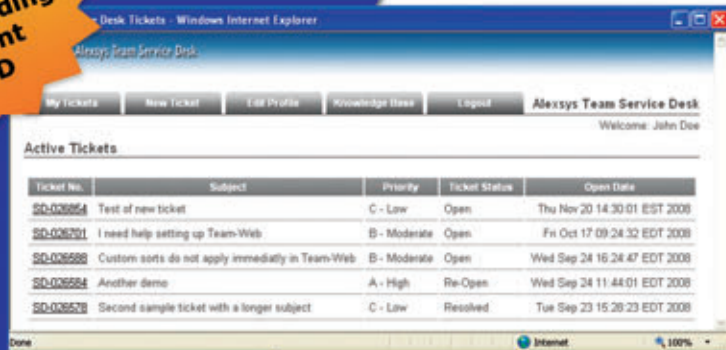 Desk Tickets - Windows Internet Explorer
Alexsys Team Service Desk
My Tickets New Ticket Edit Profile Knowledge Base Logout Alexsys Team Service Desk
Welcome: John Doe
Active Tickets
Ticket No. Subject Priority Ticket Status Open Date
SD-026854 Test of new ticket C - Low Open Thu Nov 20 14:30:01 EST 2008
SD-026701 I need help setting up Team-Web B - Moderate Open Fri Oct 17 09:24:32 EDT 2008
SD-026588 Custom sorts do not apply immediatly in Team-Web B - Moderate Open Wed Sep 24 16:24:47 EDT 2008
SD-026584 Another demo A - High Re-Open Wed Sep 24 11:44:01 EDT 2008
SD-026578 Second sample ticket with a longer subject C - Low Resolved Tue Sep 23 15:28:23 EDT 2008
Done Internet 100%